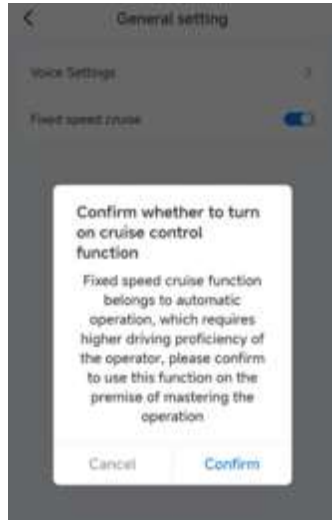 General setting
Voice Settings
Fixed speed cruise
Confirm whether to turn
on cruise control
function
Fixed speed cruise function
belongs to automatic
operation, which requires
higher driving proficiency of
the operator, please confirm
to use this function on the
premise of mastering the
operation
Cancel
Confirm